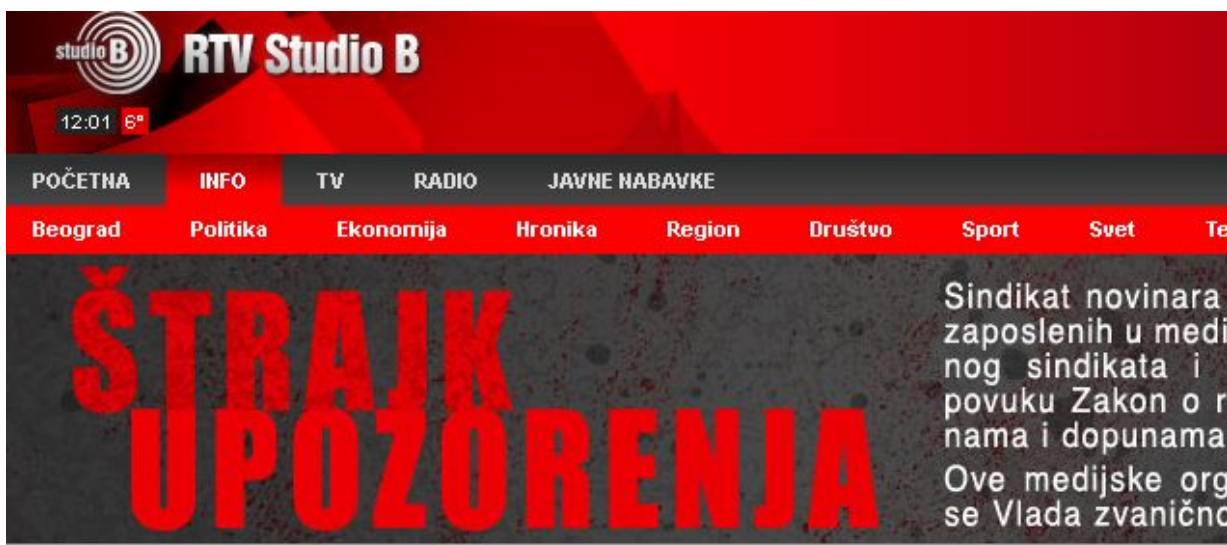 studio B
RTV Studio B
12:01 6°
POČETNA INFO TV RADIO JAVNE NABAVKE
Beograd Politika Ekonomija Hronika Region Društvo Sport Svet Te
ŠTRAJK
UPOZORENJA
Sindikat novinara
zaposlenih u medi
nog sindikata i
povuku Zakon o r
nama i dopunama
Ove medijske org
se Vlada zvanično